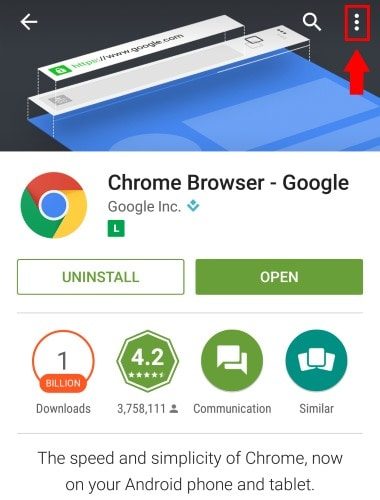 https://www.google.com
Chrome Browser - Google
Google Inc.
L
UNINSTALL
OPEN
1
BILLION
Downloads
4.2
3,758,111
Communication
Similar
The speed and simplicity of Chrome, now
on your Android phone and tablet.